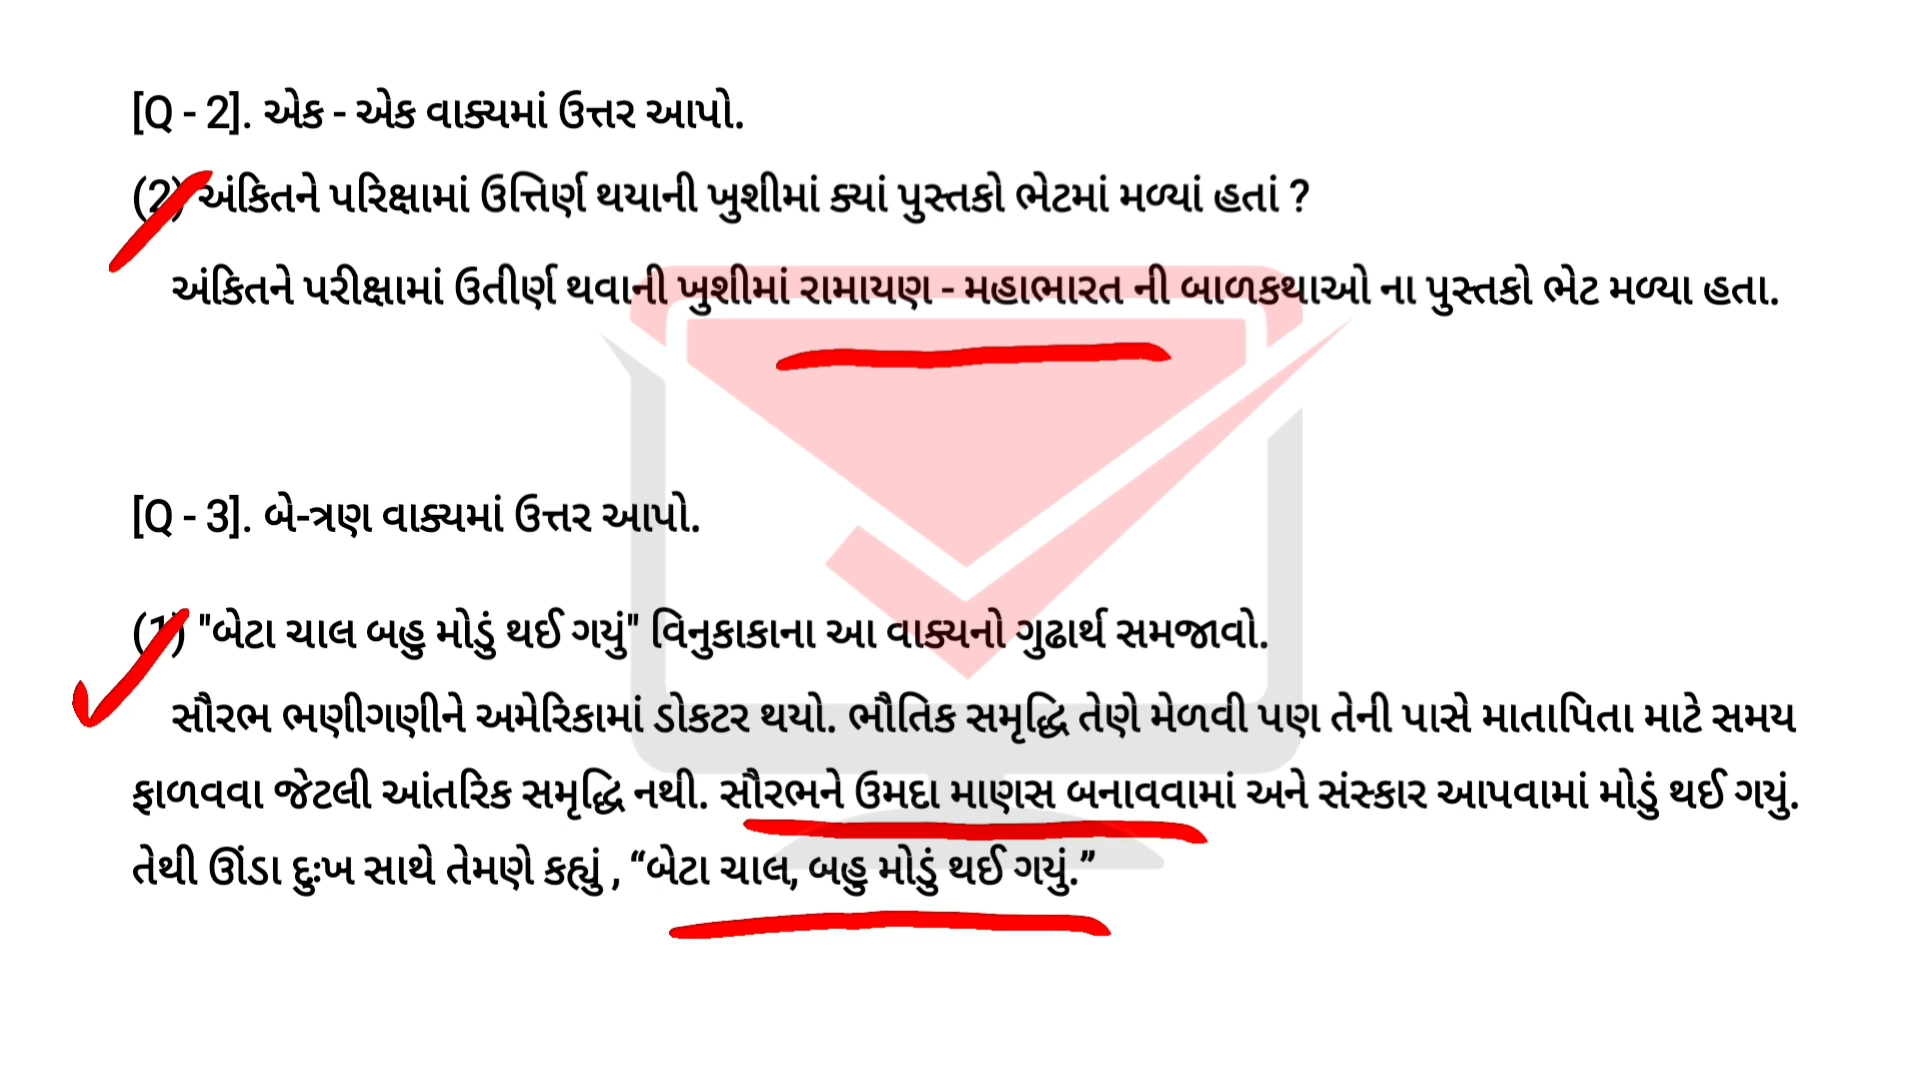 [Q - 2]. એક - એક વાક્યમાં ઉત્તર આપો.
(2) અંકિતને પરિક્ષામાં ઉત્તિર્ણ થયાની ખુશીમાં ક્યાં પુસ્તકો ભેટમાં મળ્યાં હતાં ?
અંકિતને પરીક્ષામાં ઉતીર્ણ થવાની ખુશીમાં રામાયણ - મહાભારત ની બાળકથાઓ ના પુસ્તકો ભેટ મળ્યા હતા.
[Q - 3]. બે-ત્રણ વાક્યમાં ઉત્તર આપો.
(1) "બેટા ચાલ બહુ મોડું થઈ ગયું" વિનુકાકાના આ વાક્યનો ગુઢાર્થ સમજાવો.
સૌરભ ભણીગણીને અમેરિકામાં ડોકટર થયો. ભૌતિક સમૃદ્ધિ તેણે મેળવી પણ તેની પાસે માતાપિતા માટે સમય
ફાળવવા જેટલી આંતરિક સમૃદ્ધિ નથી. સૌરભને ઉમદા માણસ બનાવવામાં અને સંસ્કાર આપવામાં મોડું થઈ ગયું.
તેથી ઊંડા દુઃખ સાથે તેમણે કહ્યું , “બેટા ચાલ, બહુ મોડું થઈ ગયું.”